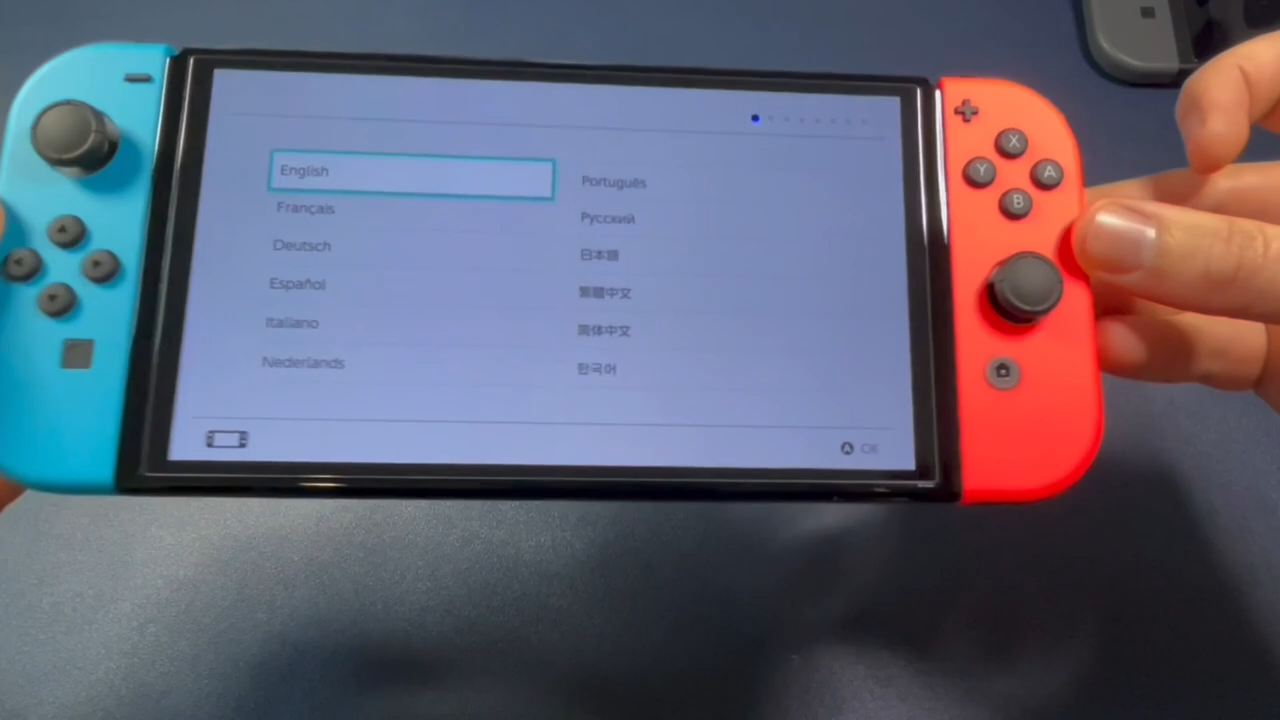 English
Français
Deutsch
Español
Italiano
Nederlands
Português
Русский
日本語
繁體中文
简体中文
한국어
A OK
X
Y
A
B